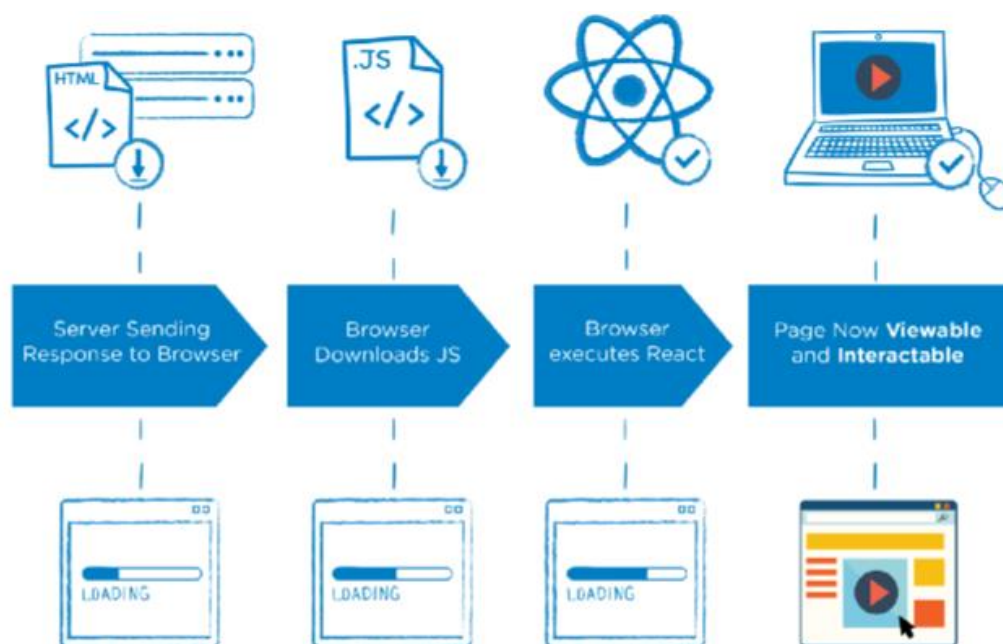 HTML
</>
.JS
</>
Server Sending
Response to Browser
Browser
Downloads JS
Browser
executes React
Page Now Viewable
and Interactable
LOADING
LOADING
LOADING